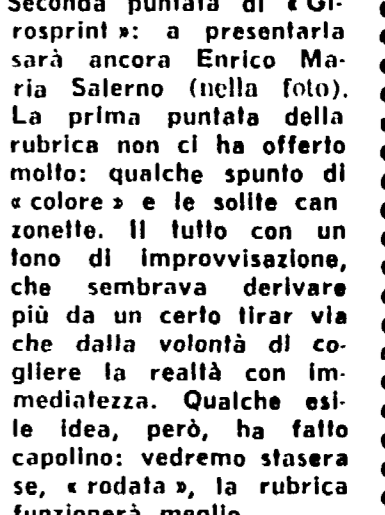 Seconda puntata di « Gi-
rosprint »: a presentarla
sarà ancora Enrico Ma-
ria Salerno (nella foto).
La prima puntata della
rubrica non ci ha offerto
molto: qualche spunto di
« colore » e le solite can
zonette. Il tutto con un
tono di improvvisazione,
che sembrava derivare
più da un certo tirar via
che dalla volontà di co-
gliere la realtà con im-
mediatezza. Qualche esi-
le idea, però, ha fatto
capolino: vedremo stasera
se, « rodata », la rubrica
funzionerà meglio.